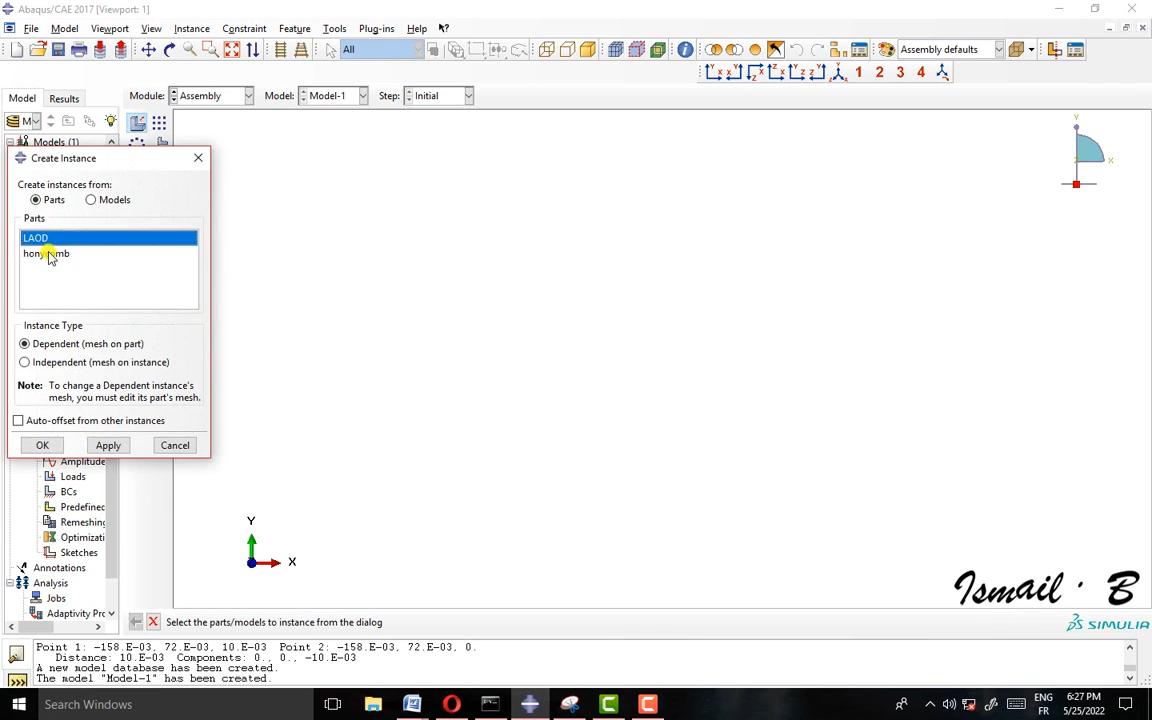 Abaqus/CAE 2017 [Viewport: 1]
File Model Viewport View Instance Constraint Feature Tools Plug-ins Help
All
Assembly defaults
1 2 3 4
Model Results Module: Assembly Model: Model-1 Step: Initial
M
Models (1)
Create Instance
Create instances from:
Parts Models
Parts
LAOD
Instance Type
Dependent (mesh on part)
Independent (mesh on instance)
Note: To change a Dependent instance's
mesh, you must edit its part's mesh.
Auto-offset from other instances
OK Apply Cancel
Amplitude
Loads
BCs
Predefined
Remeshing
Optimizati
Sketches
Annotations
Analysis
Jobs
Adaptivity Prc
Y
X
Y
X
Z
Ismail · B
SIMULIA
Select the parts/models to instance from the dialog
Point 1: -158.E-03, 72.E-03, 10.E-03 Point 2: -158.E-03, 72.E-03, 0.
Distance: 10.E-03 Components: 0., 0., -10.E-03
A new model database has been created.
The model "Model-1" has been created.
Search Windows
ENG
FR
6:27 PM
5/25/2022